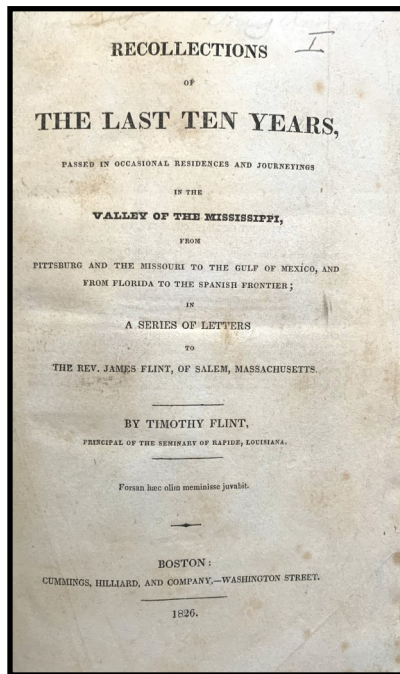 I
RECOLLECTIONS
OF
THE LAST TEN YEARS,
PASSED IN OCCASIONAL RESIDENCES AND JOURNEYINGS
IN THE
VALLEY OF THE MISSISSIPPI,
FROM
PITTSBURG AND THE MISSOURI TO THE GULF OF MEXICO, AND
FROM FLORIDA TO THE SPANISH FRONTIER;
IN
A SERIES OF LETTERS
TO
THE REV. JAMES FLINT, OF SALEM, MASSACHUSETTS.
BY TIMOTHY FLINT,
PRINCIPAL OF THE SEMINARY OF RAPIDE, LOUISIANA.
Forsan hæc olim meminisse juvabit.
BOSTON:
CUMMINGS, HILLIARD, AND COMPANY,—WASHINGTON STREET.
1826.